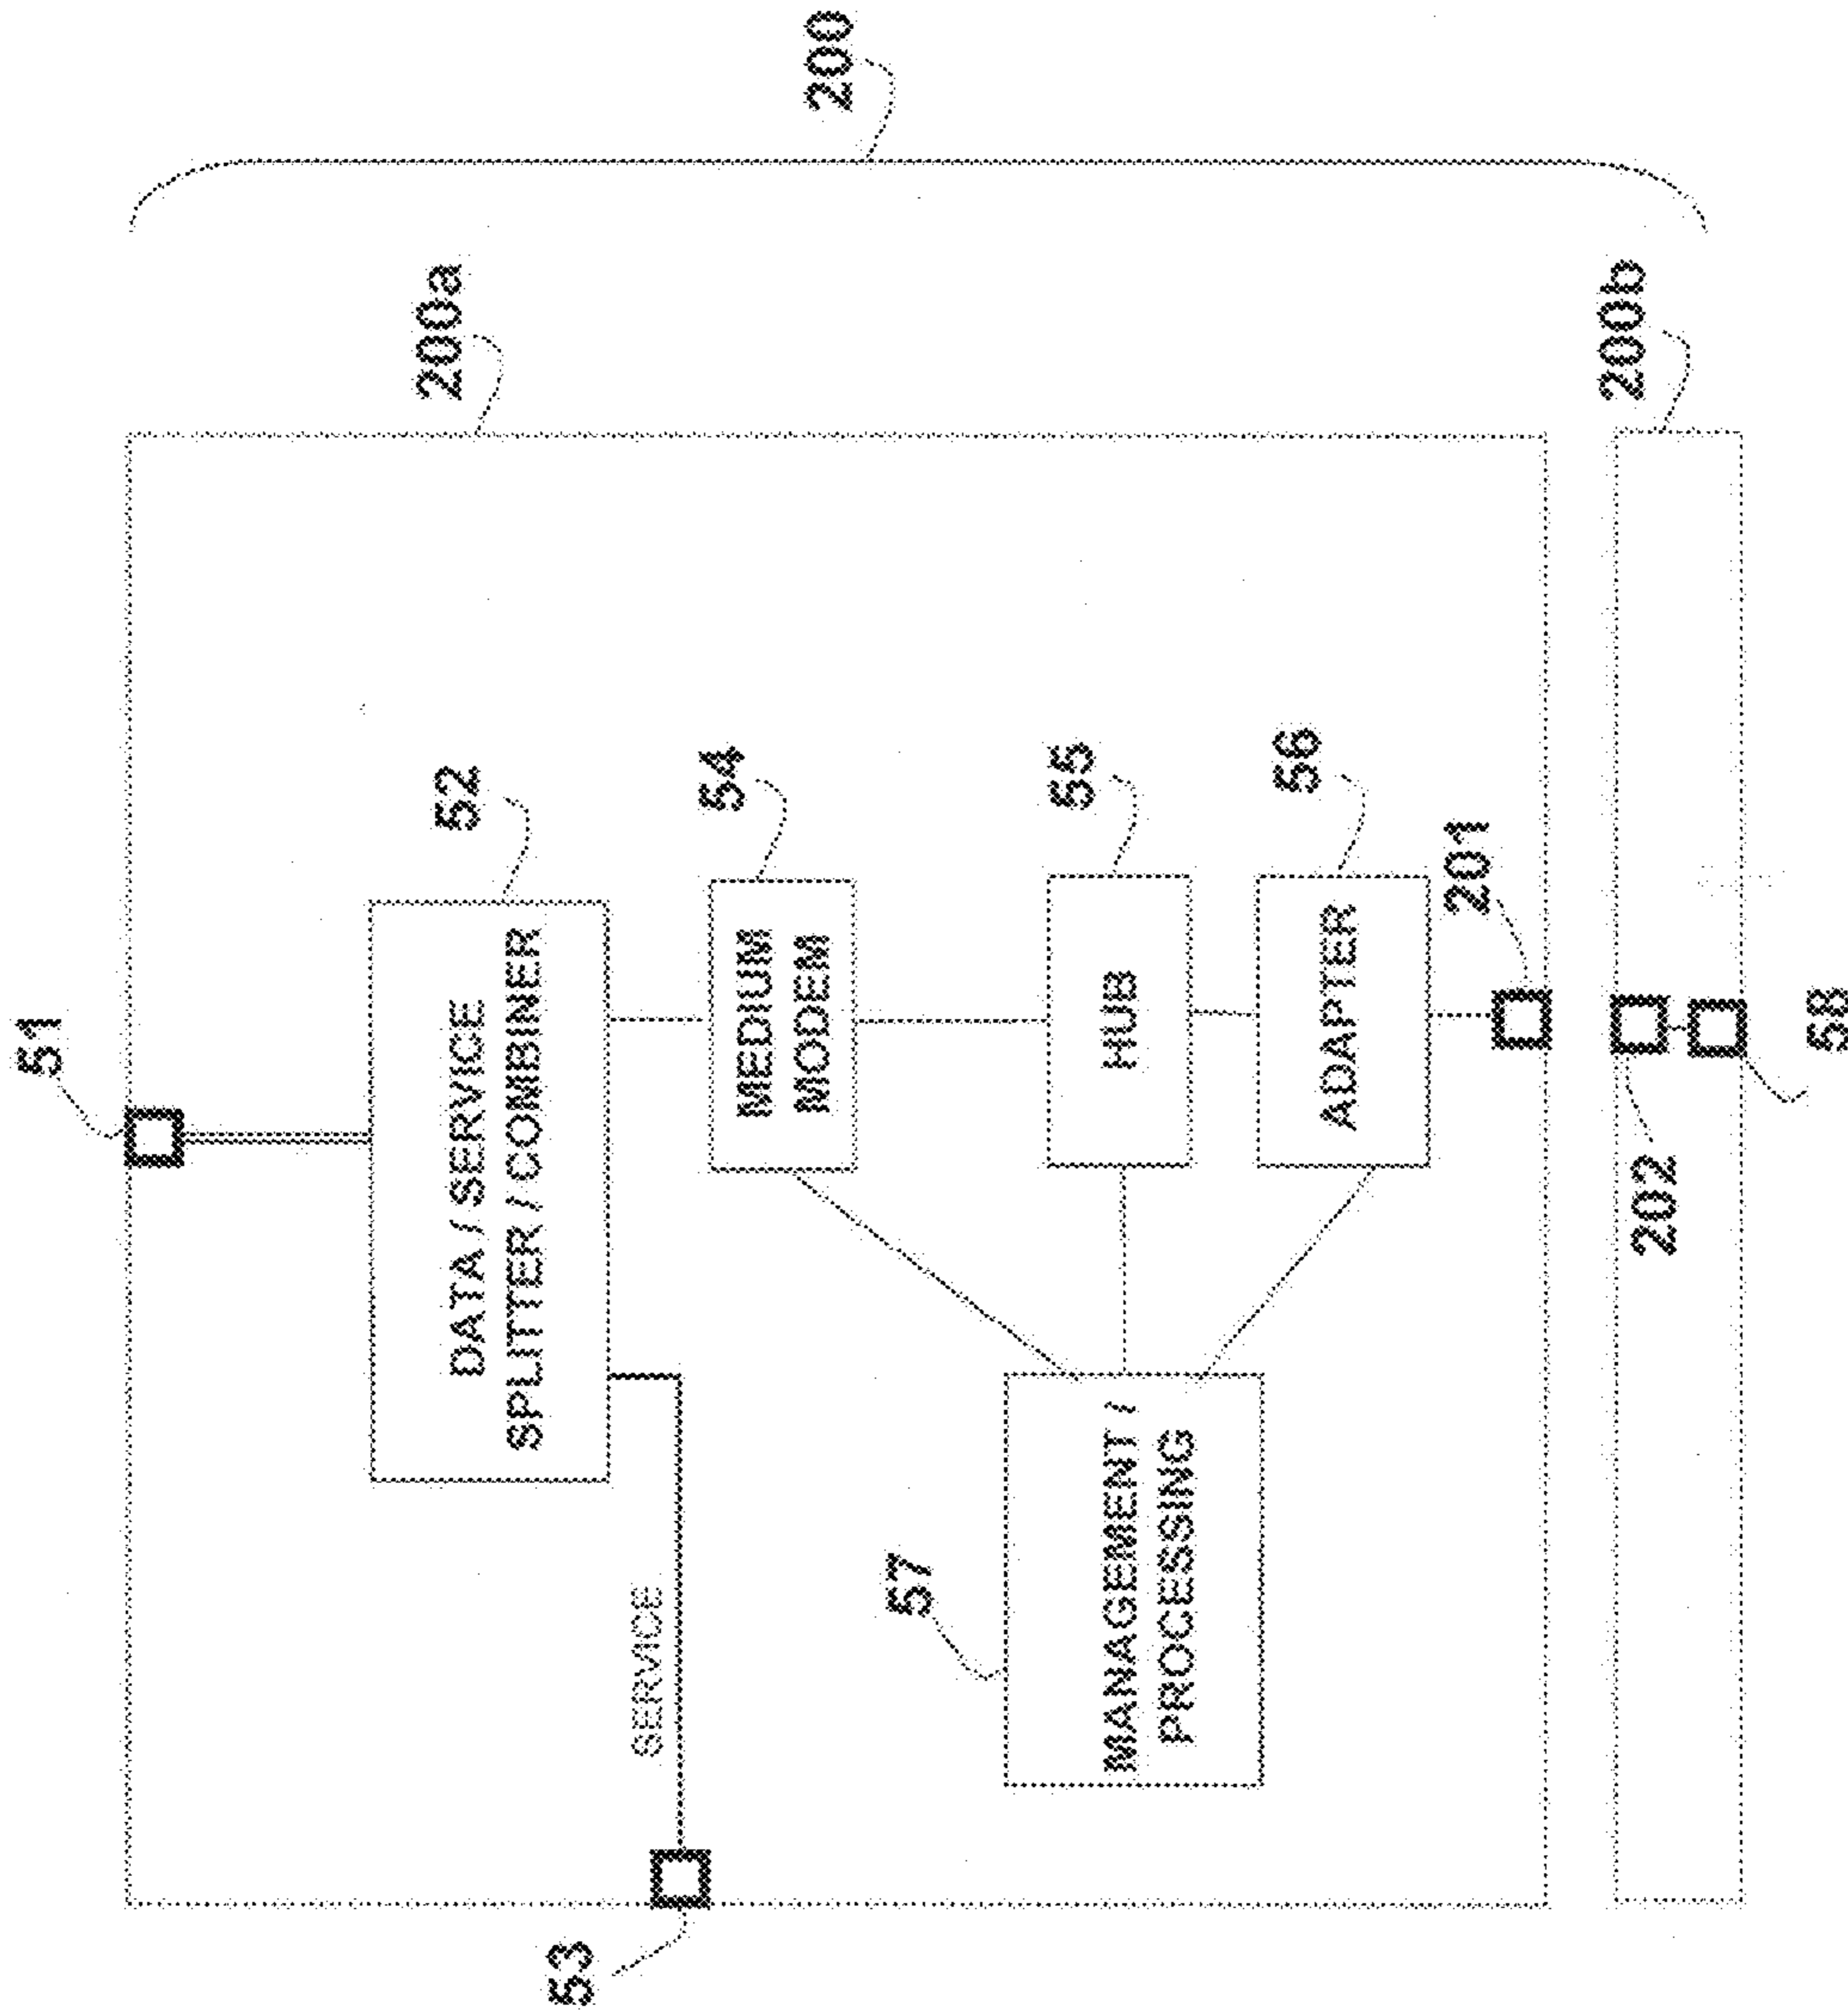 200
200a
200b
51
52
DATA / SERVICE
SPLITTER / COMBINER
54
MEDIUM
MODEM
55
HUB
56
ADAPTER
201
202
58
57
MANAGEMENT /
PROCESSING
SERVICE
53